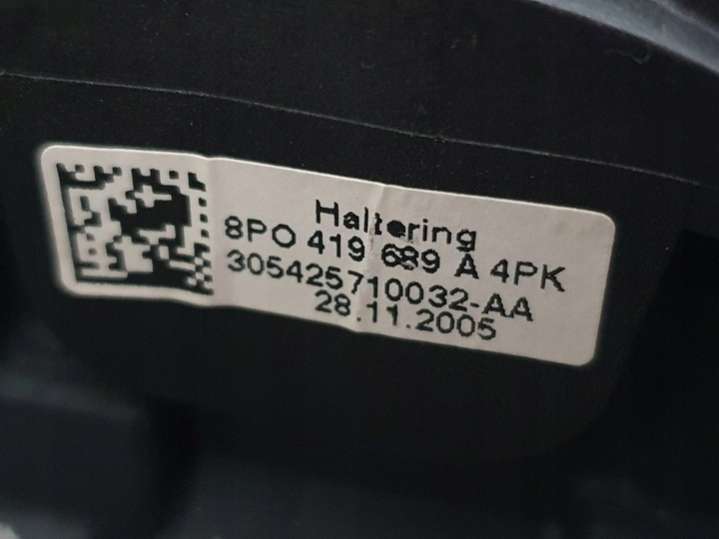 Haltering
8PO 419 689 A 4PK
305425710032-AA
28.11.2005